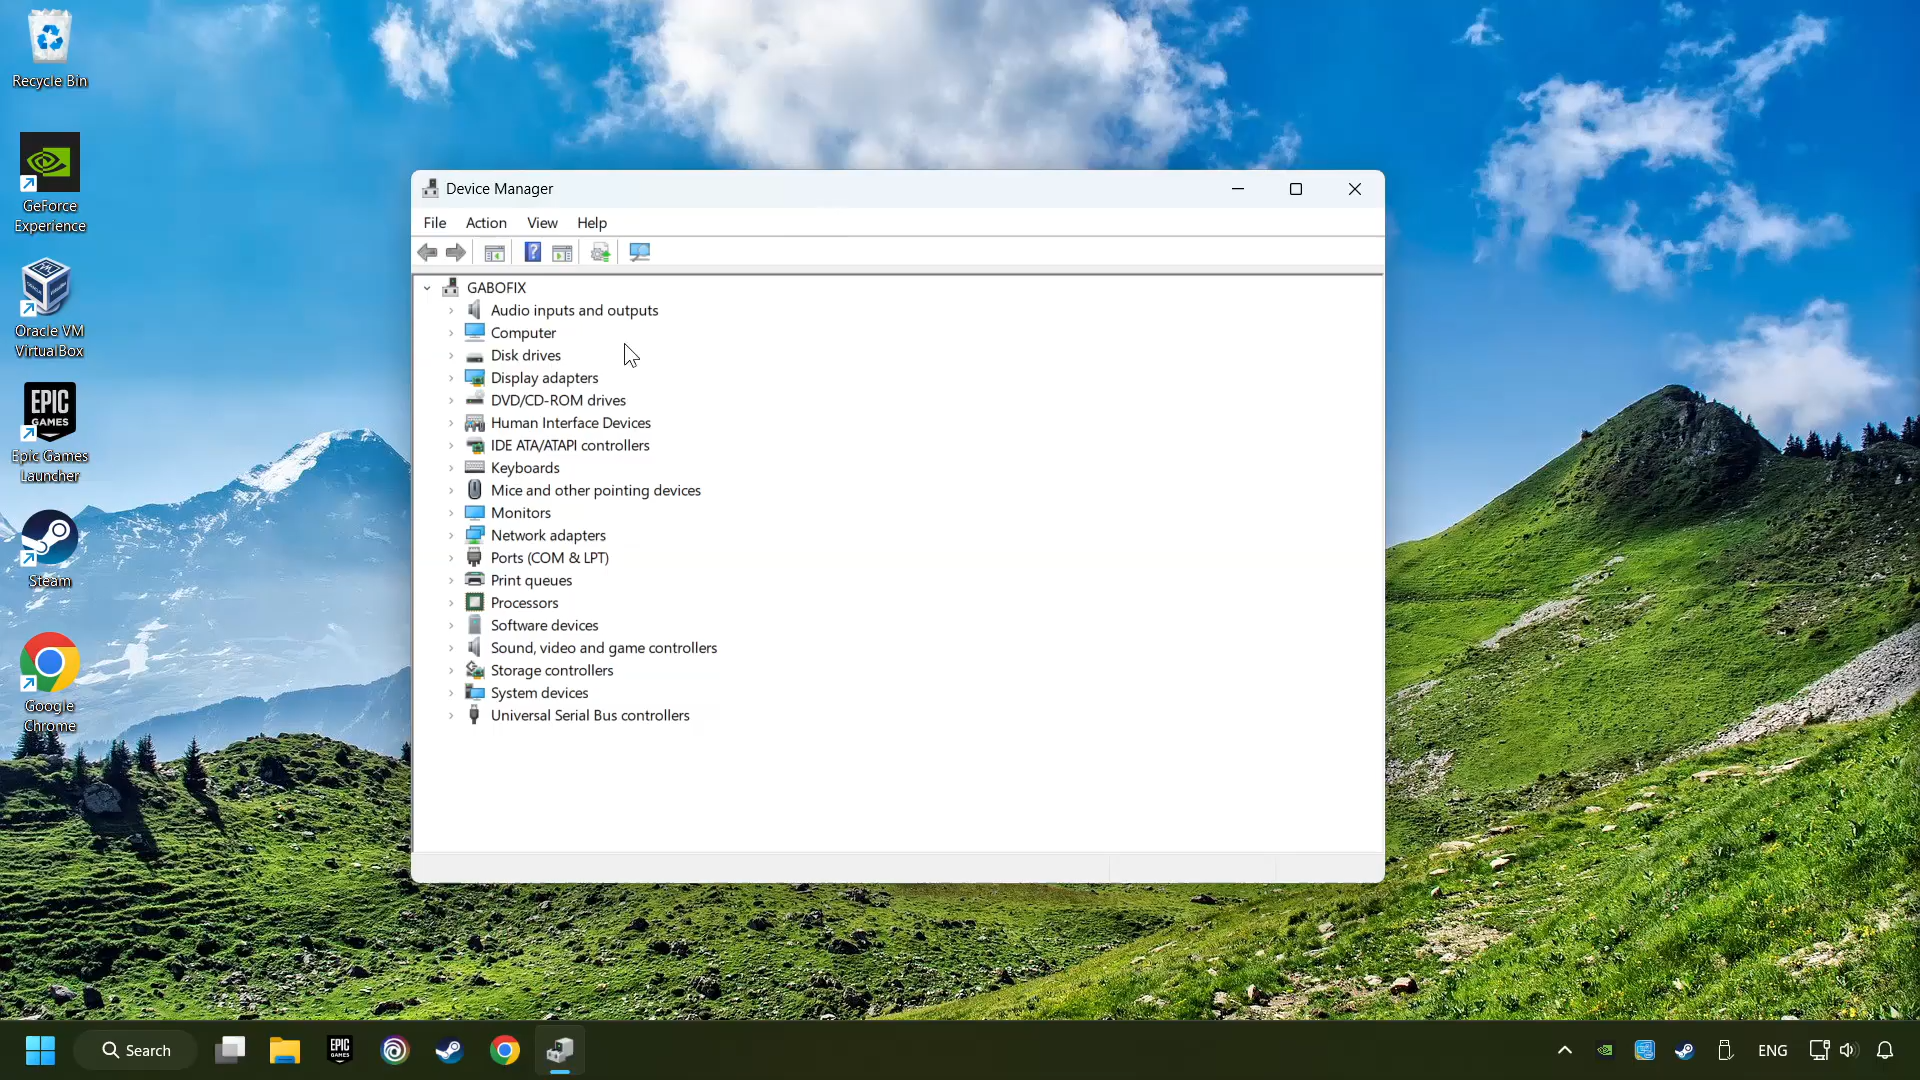 Recycle Bin
GeForce
Experience
Oracle VM
VirtualBox
EPIC
GAMES
Epic Games
Launcher
Steam
Google
Chrome
Device Manager
File Action View Help
GABOFIX
Audio inputs and outputs
Computer
Disk drives
Display adapters
DVD/CD-ROM drives
Human Interface Devices
IDE ATA/ATAPI controllers
Keyboards
Mice and other pointing devices
Monitors
Network adapters
Ports (COM & LPT)
Print queues
Processors
Software devices
Sound, video and game controllers
Storage controllers
System devices
Universal Serial Bus controllers
Search
EPIC
GAMES
ENG